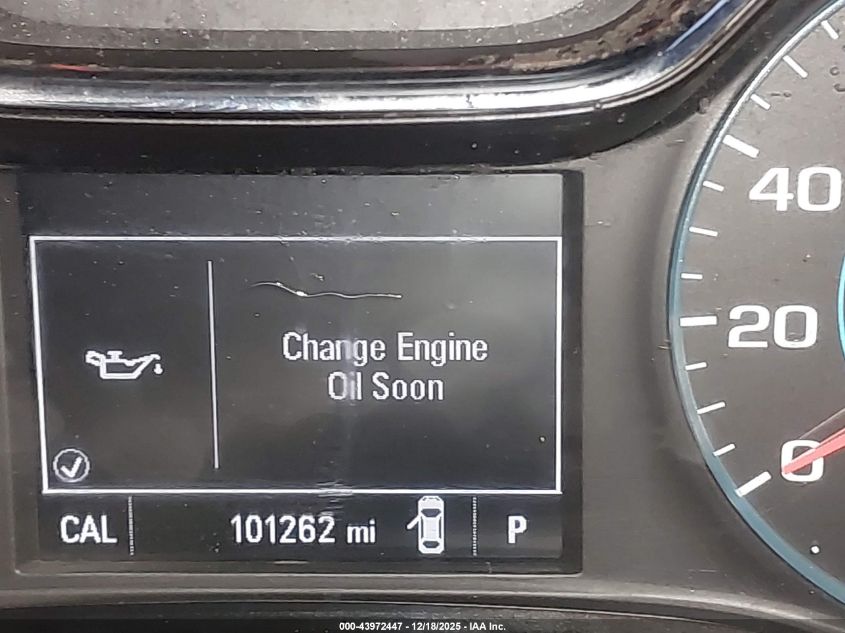 40
20
0
Change Engine
Oil Soon
CAL 101262 mi P
000-43972447 - 12/18/2025 - IAA Inc.